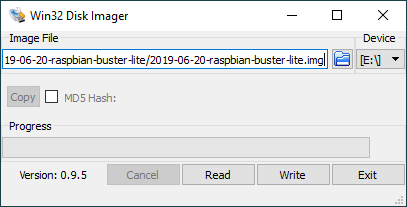 Win32 Disk Imager
Image File
Device
19-06-20-raspbian-buster-lite/2019-06-20-raspbian-buster-lite.img
[E:\]
Copy
MD5 Hash:
Progress
Version: 0.9.5
Cancel
Read
Write
Exit